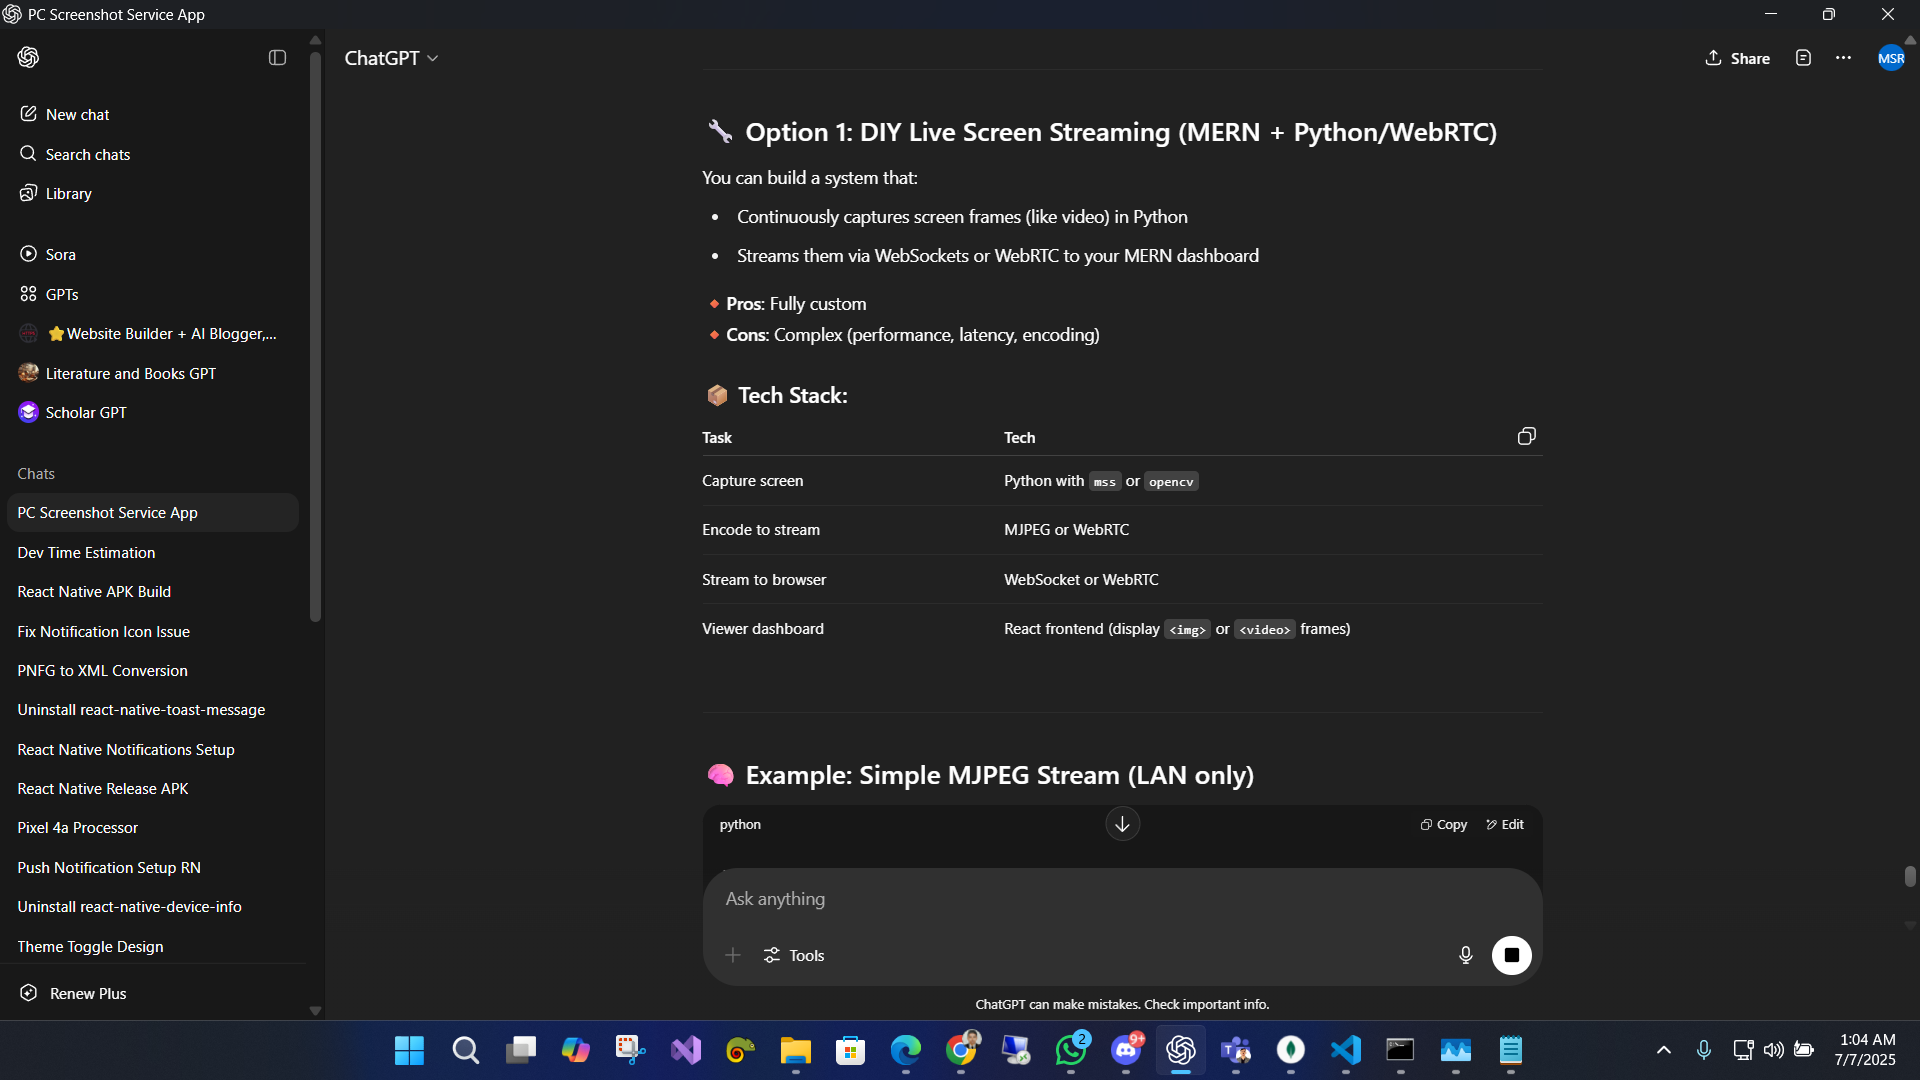 PC Screenshot Service App
ChatGPT
Share
MSR
New chat
Search chats
Library
Sora
GPTs
⭐Website Builder + AI Blogger,...
Literature and Books GPT
Scholar GPT
Chats
PC Screenshot Service App
Dev Time Estimation
React Native APK Build
Fix Notification Icon Issue
PNFG to XML Conversion
Uninstall react-native-toast-message
React Native Notifications Setup
React Native Release APK
Pixel 4a Processor
Push Notification Setup RN
Uninstall react-native-device-info
Theme Toggle Design
Renew Plus
🔧 Option 1: DIY Live Screen Streaming (MERN + Python/WebRTC)
You can build a system that:
• Continuously captures screen frames (like video) in Python
• Streams them via WebSockets or WebRTC to your MERN dashboard
🔸 Pros: Fully custom
🔸 Cons: Complex (performance, latency, encoding)
📦 Tech Stack:
Task Tech
Capture screen Python with mss or opencv
Encode to stream MJPEG or WebRTC
Stream to browser WebSocket or WebRTC
Viewer dashboard React frontend (display <img> or <video> frames)
🧠 Example: Simple MJPEG Stream (LAN only)
python Copy Edit
Ask anything
Tools
ChatGPT can make mistakes. Check important info.
2
9+
1:04 AM
7/7/2025